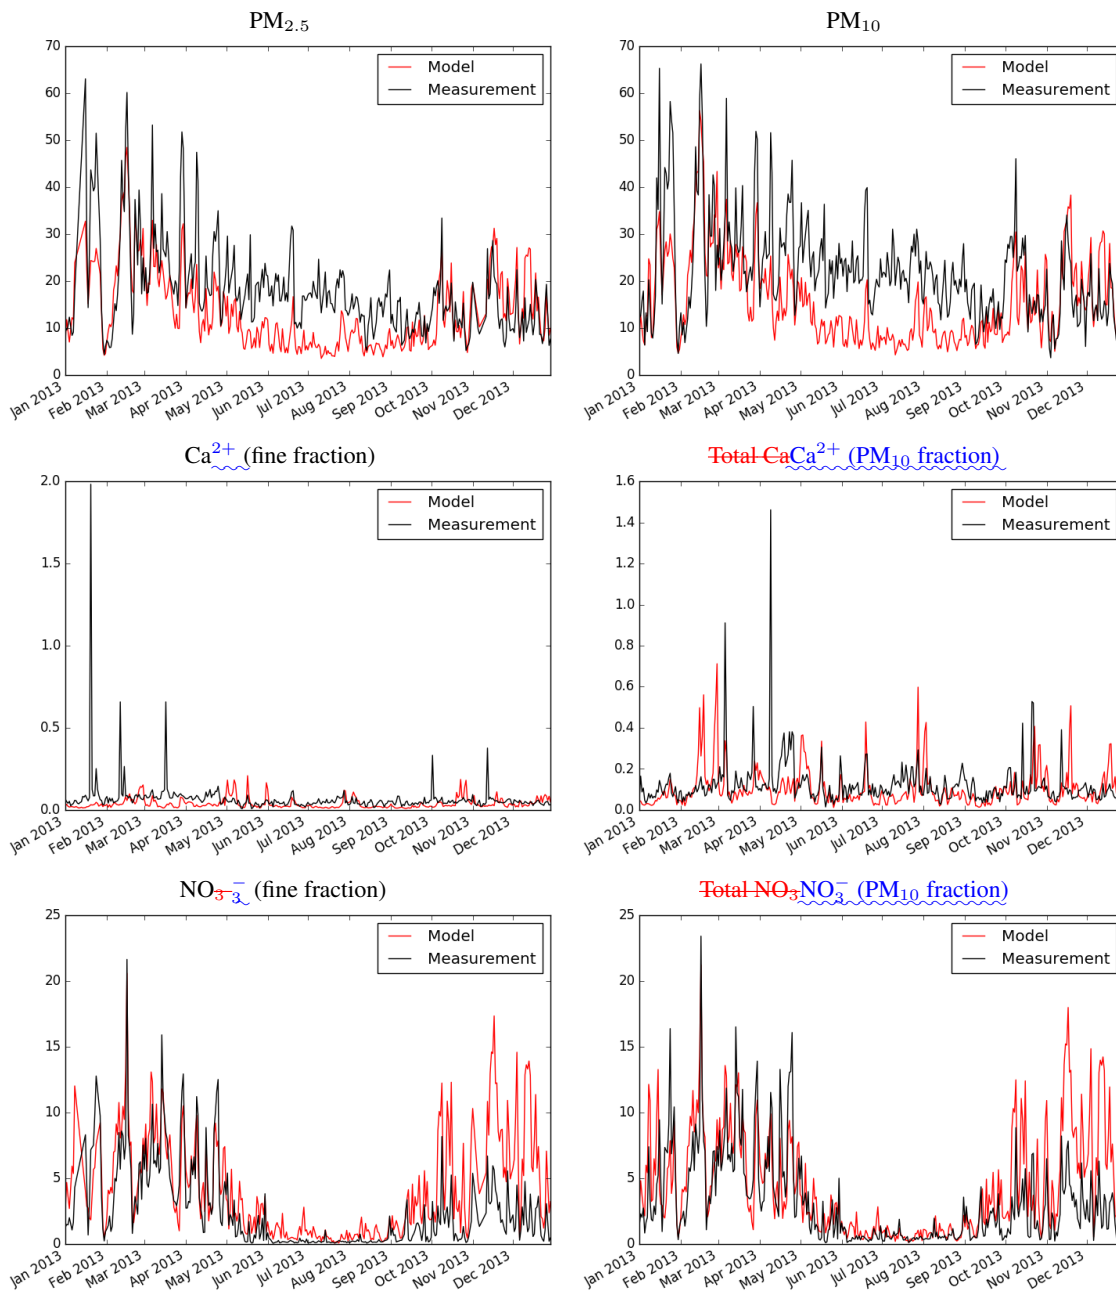 PM2.5
PM10
70
60
50
40
30
20
10
0
Model
Measurement
Jan 2013
Feb 2013
Mar 2013
Apr 2013
May 2013
Jun 2013
Jul 2013
Aug 2013
Sep 2013
Oct 2013
Nov 2013
Dec 2013
70
60
50
40
30
20
10
0
Model
Measurement
Jan 2013
Feb 2013
Mar 2013
Apr 2013
May 2013
Jun 2013
Jul 2013
Aug 2013
Sep 2013
Oct 2013
Nov 2013
Dec 2013
Ca2+ (fine fraction)
Total CaCa2+ (PM10 fraction)
2.0
1.5
1.0
0.5
0.0
Model
Measurement
Jan 2013
Feb 2013
Mar 2013
Apr 2013
May 2013
Jun 2013
Jul 2013
Aug 2013
Sep 2013
Oct 2013
Nov 2013
Dec 2013
1.6
1.4
1.2
1.0
0.8
0.6
0.4
0.2
0.0
Model
Measurement
Jan 2013
Feb 2013
Mar 2013
Apr 2013
May 2013
Jun 2013
Jul 2013
Aug 2013
Sep 2013
Oct 2013
Nov 2013
Dec 2013
NO3 3− (fine fraction)
Total NO3NO3− (PM10 fraction)
25
20
15
10
5
0
Model
Measurement
Jan 2013
Feb 2013
Mar 2013
Apr 2013
May 2013
Jun 2013
Jul 2013
Aug 2013
Sep 2013
Oct 2013
Nov 2013
Dec 2013
25
20
15
10
5
0
Model
Measurement
Jan 2013
Feb 2013
Mar 2013
Apr 2013
May 2013
Jun 2013
Jul 2013
Aug 2013
Sep 2013
Oct 2013
Nov 2013
Dec 2013